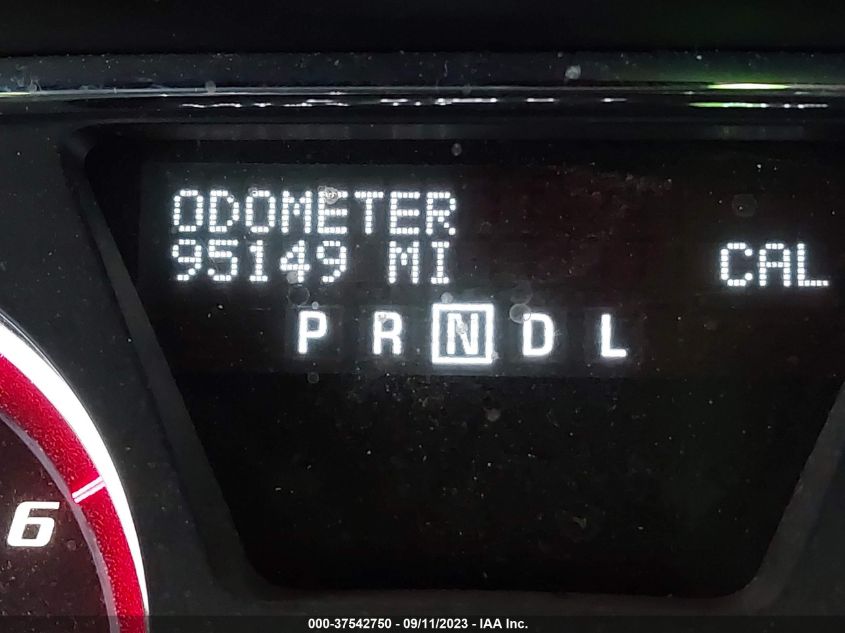 ODOMETER
95149 MI CAL
P R N D L
6
000-37542750 - 09/11/2023 - IAA Inc.